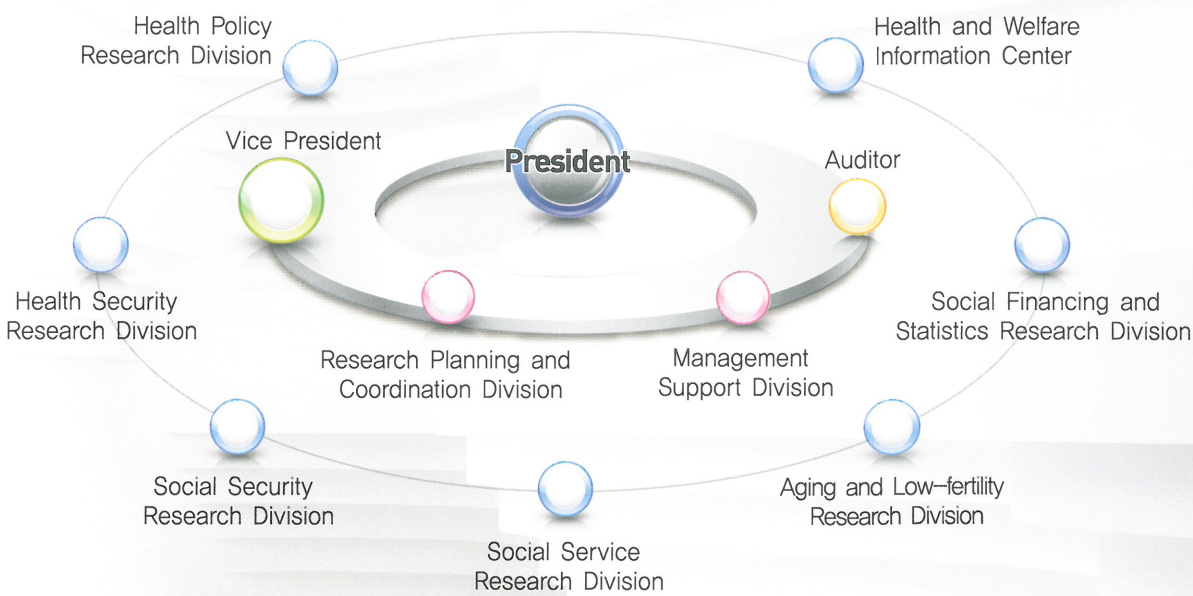 Health Policy
Research Division
Health and Welfare
Information Center
Vice President
President
Auditor
Health Security
Research Division
Social Financing and
Statistics Research Division
Research Planning and
Coordination Division
Management
Support Division
Social Security
Research Division
Aging and Low-fertility
Research Division
Social Service
Research Division